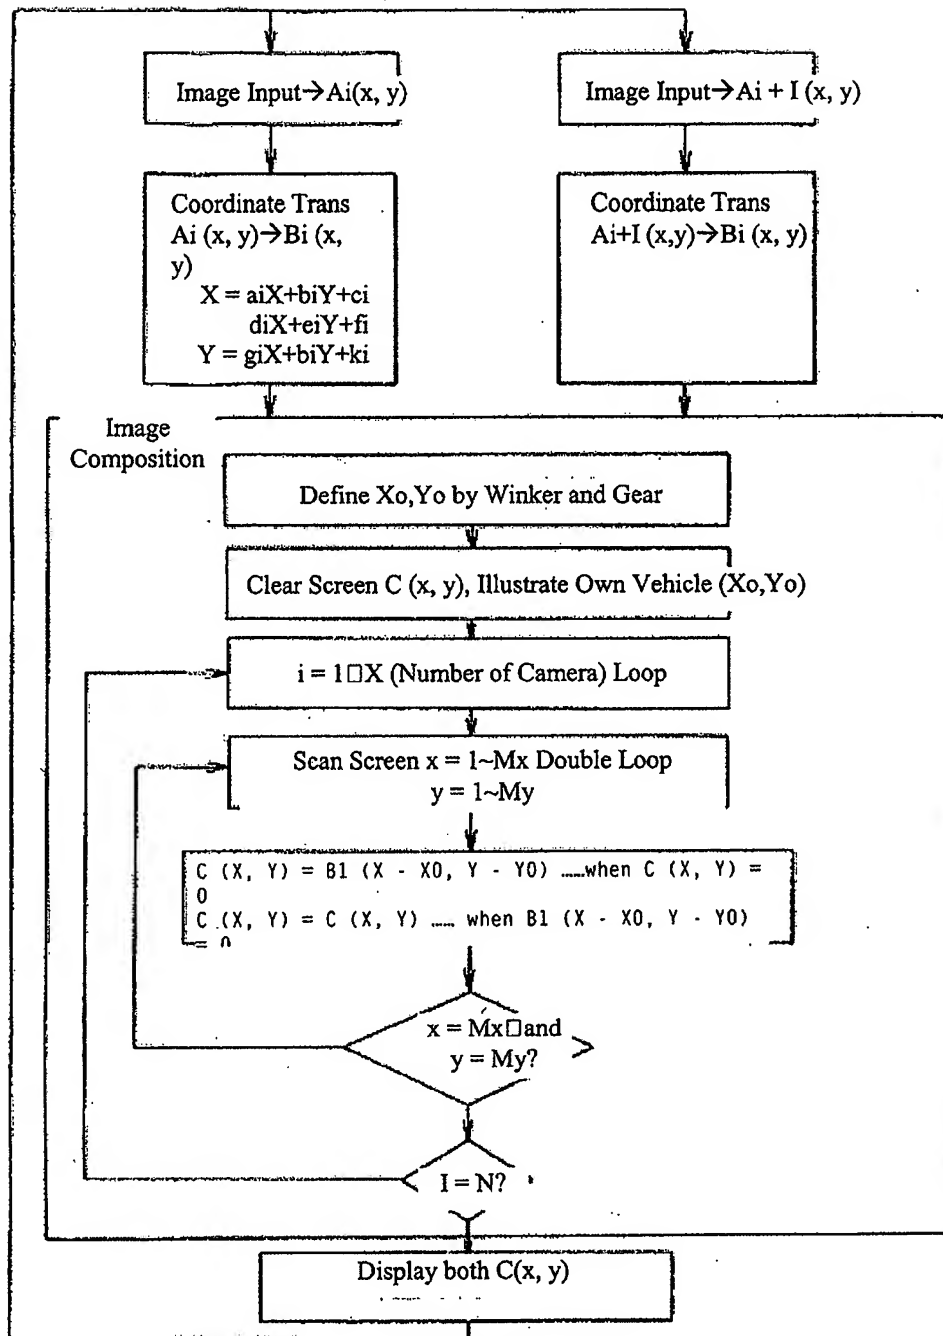 Image Input→Ai(x, y)
Image Input→Ai + I (x, y)
Coordinate Trans
Ai (x, y)→Bi (x,
y)
X = aiX+biY+ci
diX+eiY+fi
Y = giX+biY+ki
Coordinate Trans
Ai+I (x,y)→Bi (x, y)
Image
Composition
Define Xo,Yo by Winker and Gear
Clear Screen C (x, y), Illustrate Own Vehicle (Xo,Yo)
i = 1□X (Number of Camera) Loop
Scan Screen x = 1~Mx Double Loop
y = 1~My
C (X, Y) = B1 (X - X0, Y - Y0) .....when C (X, Y) =
0
C (X, Y) = C (X, Y) ..... when B1 (X - X0, Y - Y0)
= 0
x = Mx□and
y = My?
I = N?
Display both C(x, y)